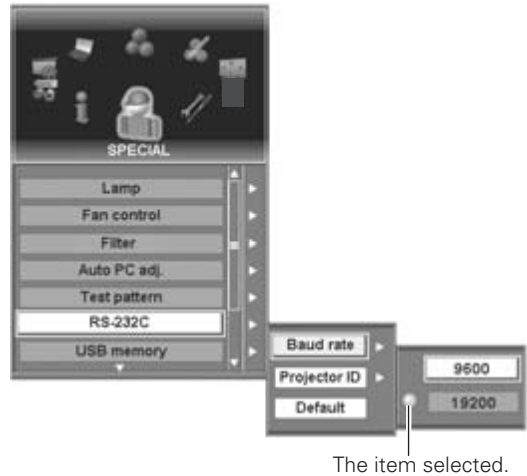 SPECIAL
Lamp
Fan control
Filter
Auto PC adj.
Test pattern
RS-232C
USB memory
Baud rate
Projector ID
Default
9600
19200
The item selected.